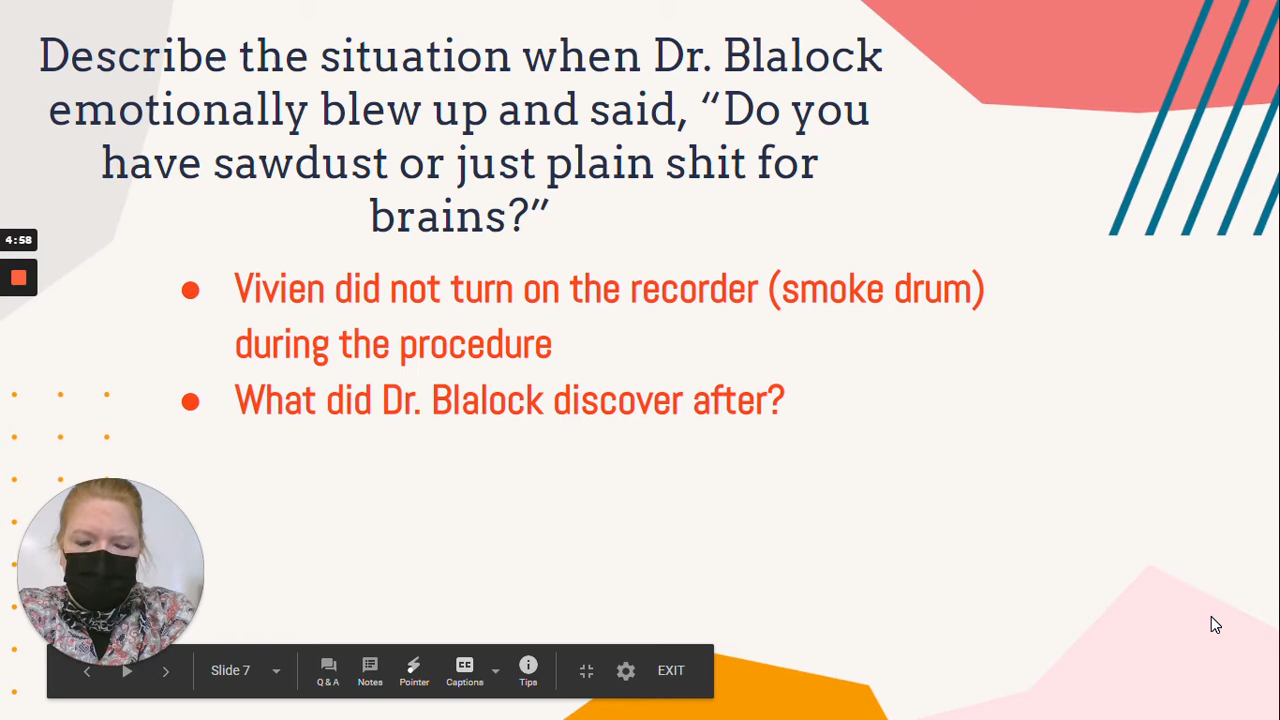 Describe the situation when Dr. Blalock
emotionally blew up and said, “Do you
have sawdust or just plain shit for
brains?”
4:58
● Vivien did not turn on the recorder (smoke drum)
during the procedure
● What did Dr. Blalock discover after?
Slide 7
Q & A
Notes
Pointer
CC
Captions
Tips
EXIT